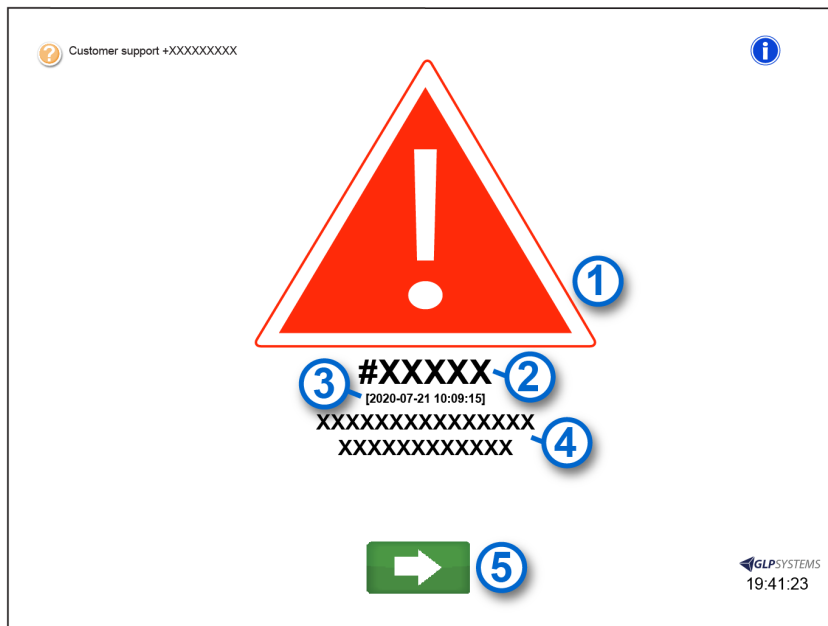 Customer support +XXXXXXXXX
1
#XXXXX 2
3 [2020-07-21 10:09:15]
XXXXXXXXXXXXXXX
XXXXXXXXXXXX 4
5
GLPSYSTEMS
19:41:23